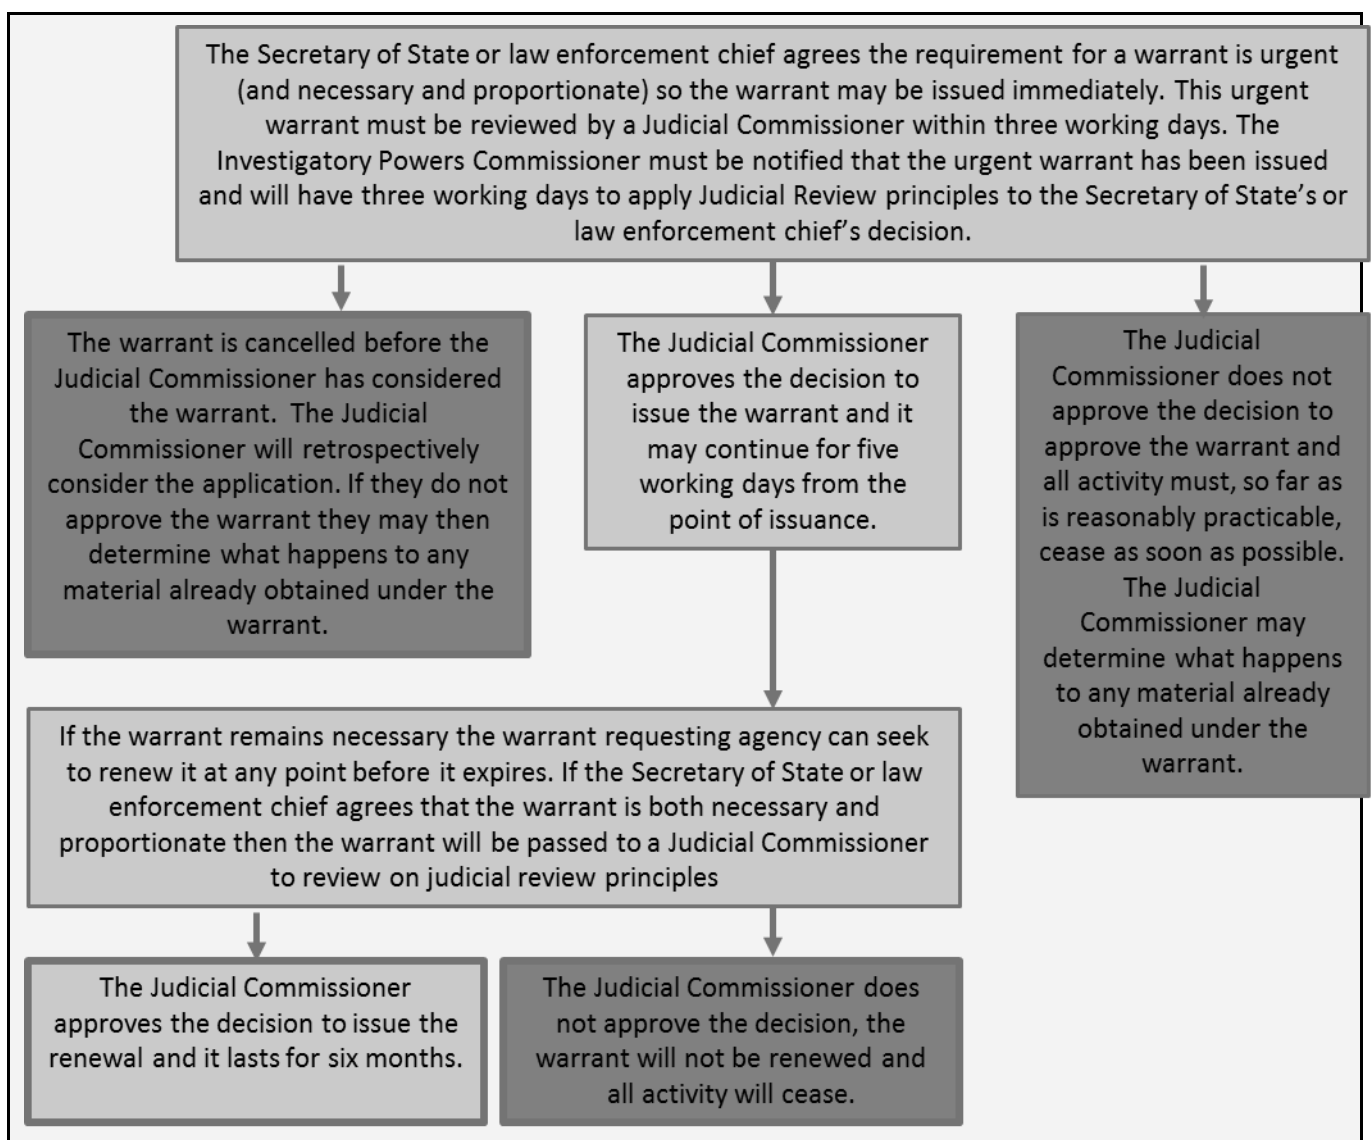 The Secretary of State or law enforcement chief agrees the requirement for a warrant is urgent
(and necessary and proportionate) so the warrant may be issued immediately. This urgent
warrant must be reviewed by a Judicial Commissioner within three working days. The
Investigatory Powers Commissioner must be notified that the urgent warrant has been issued
and will have three working days to apply Judicial Review principles to the Secretary of State’s or
law enforcement chief’s decision.
The warrant is cancelled before the
Judicial Commissioner has considered
the warrant. The Judicial
Commissioner will retrospectively
consider the application. If they do not
approve the warrant they may then
determine what happens to any
material already obtained under the
warrant.
The Judicial Commissioner
approves the decision to
issue the warrant and it
may continue for five
working days from the
point of issuance.
The Judicial
Commissioner does not
approve the decision to
approve the warrant and
all activity must, so far as
is reasonably practicable,
cease as soon as possible.
The Judicial
Commissioner may
determine what happens
to any material already
obtained under the
warrant.
If the warrant remains necessary the warrant requesting agency can seek
to renew it at any point before it expires. If the Secretary of State or law
enforcement chief agrees that the warrant is both necessary and
proportionate then the warrant will be passed to a Judicial Commissioner
to review on judicial review principles
The Judicial Commissioner
approves the decision to issue the
renewal and it lasts for six months.
The Judicial Commissioner does
not approve the decision, the
warrant will not be renewed and
all activity will cease.